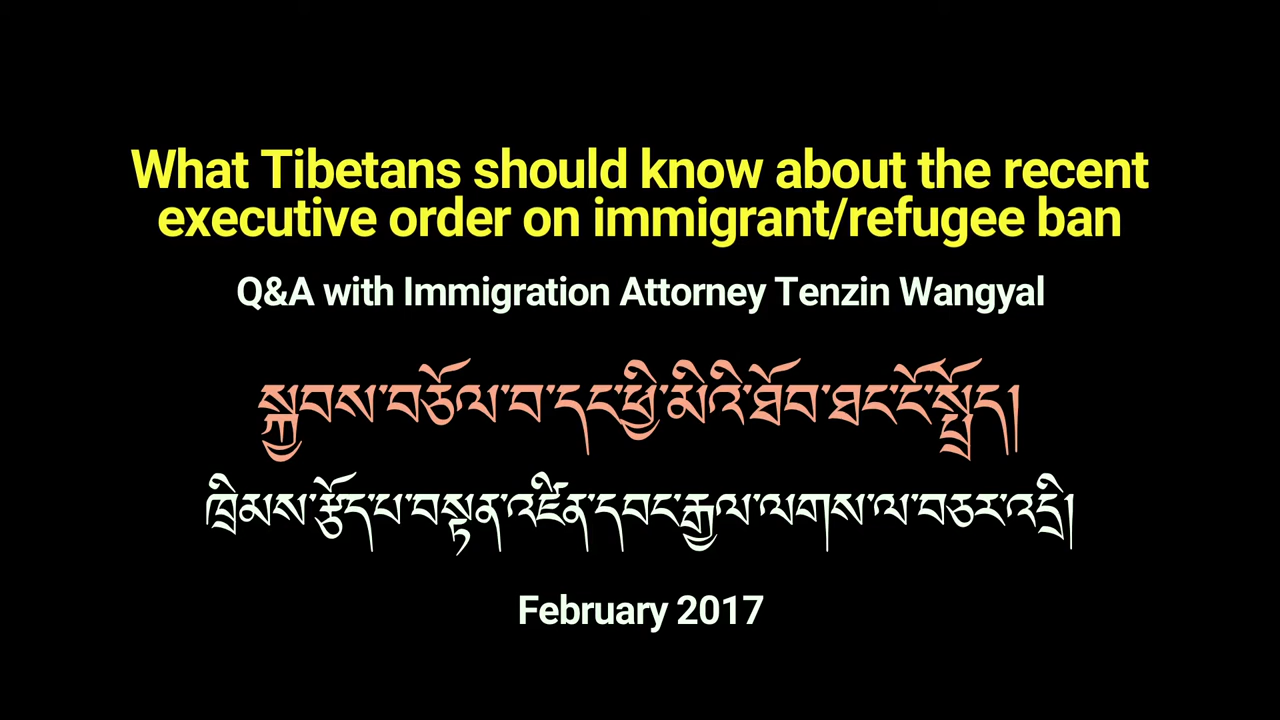 What Tibetans should know about the recent
executive order on immigrant/refugee ban
Q&A with Immigration Attorney Tenzin Wangyal
སྐྱབས་བཅོལ་བ་དང་ཕྱི་མིའི་ཐོབ་ཐང་ངོ་སྤྲོད།
ཁྲིམས་རྩོད་པ་བསྟན་འཛིན་དབང་རྒྱལ་ལགས་ལ་བཅར་འདྲི།
February 2017